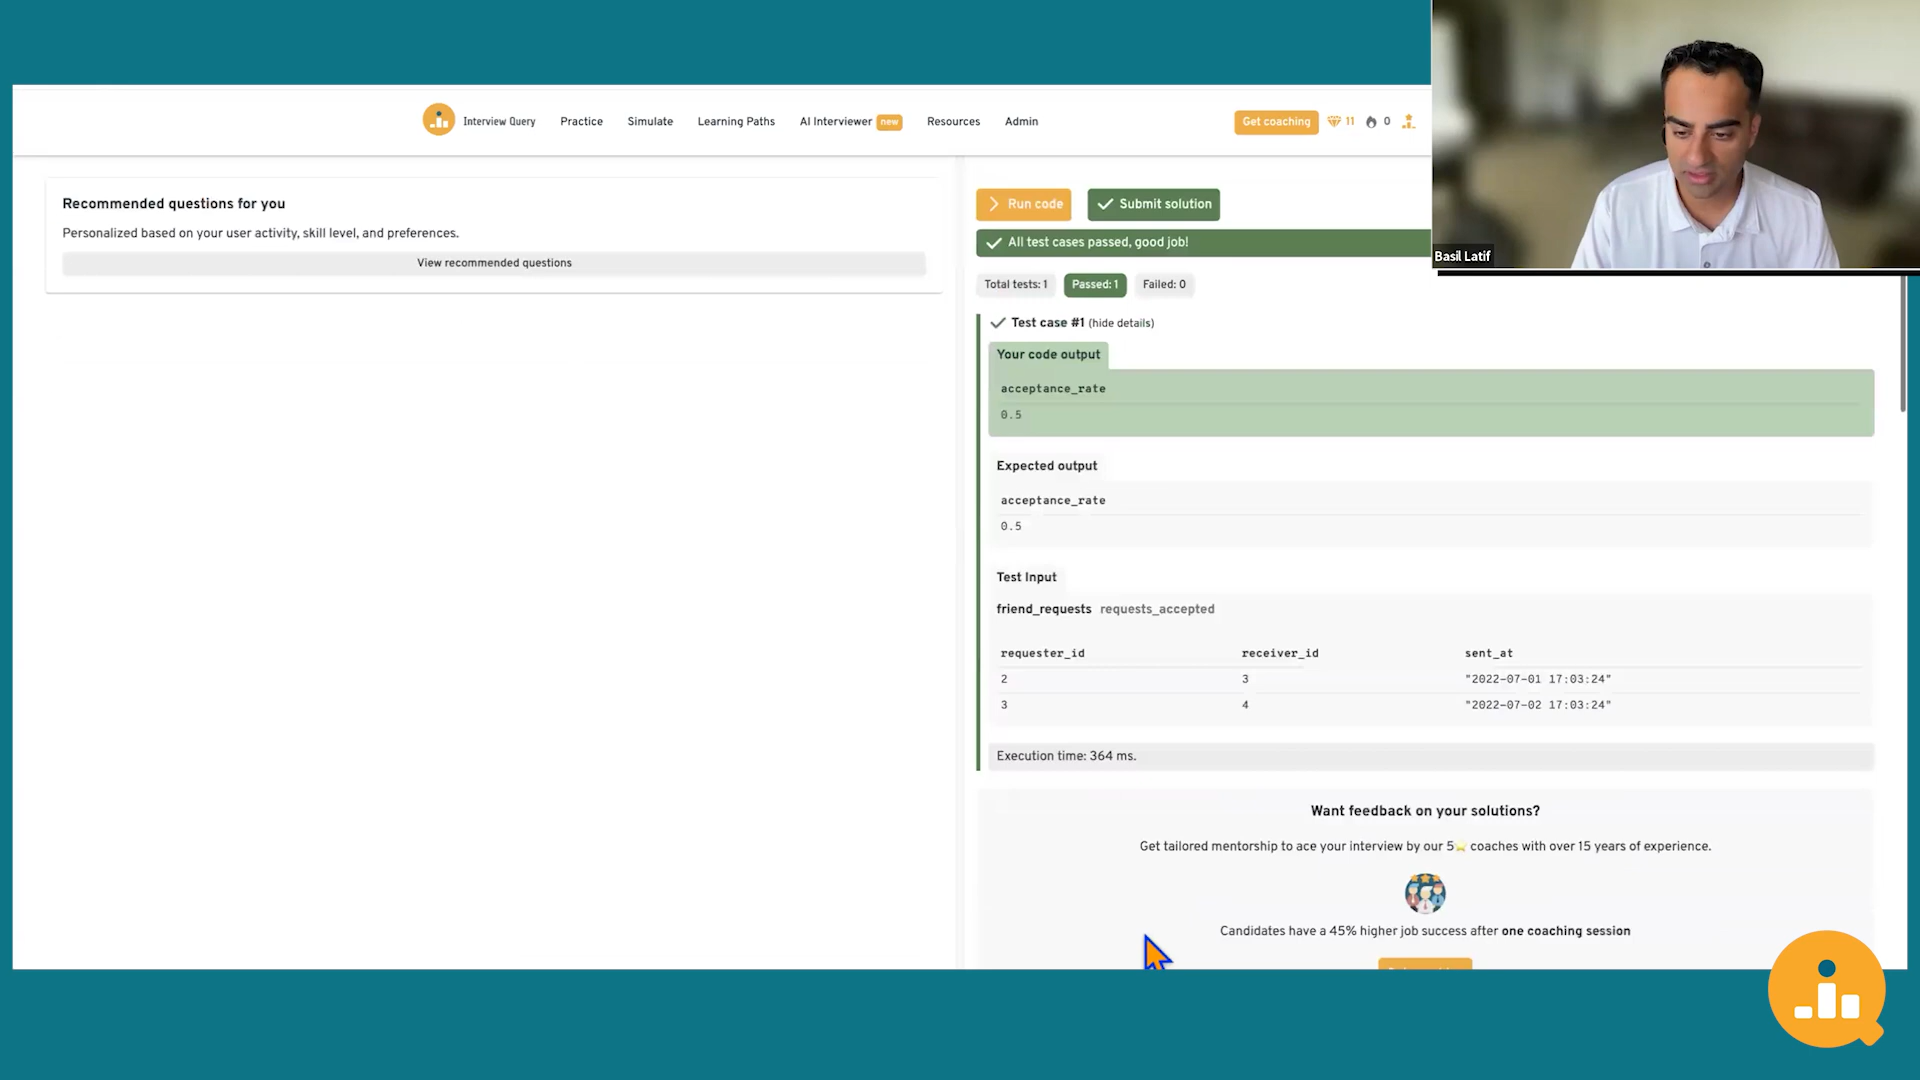 Interview Query Practice Simulate Learning Paths AI Interviewer new Resources Admin Get coaching 11 0
Basil Latif
Recommended questions for you
Personalized based on your user activity, skill level, and preferences.
View recommended questions
Run code Submit solution
All test cases passed, good job!
Total tests: 1 Passed: 1 Failed: 0
Test case #1 (hide details)
Your code output
acceptance_rate
0.5
Expected output
acceptance_rate
0.5
Test Input
friend_requests requests_accepted
requester_id receiver_id sent_at
2 3 "2022-07-01 17:03:24"
3 4 "2022-07-02 17:03:24"
Execution time: 364 ms.
Want feedback on your solutions?
Get tailored mentorship to ace your interview by our 5⭐ coaches with over 15 years of experience.
Candidates have a 45% higher job success after one coaching session